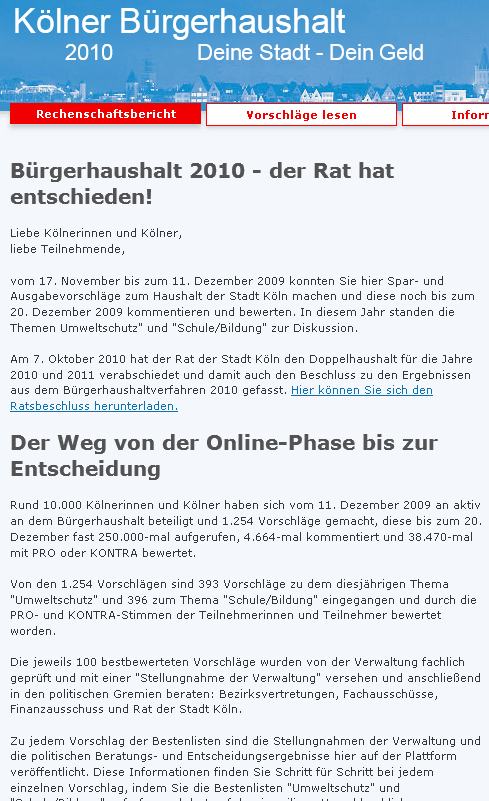 Kölner Bürgerhaushalt
2010 Deine Stadt - Dein Geld
Rechenschaftsbericht Vorschläge lesen Inforr
Bürgerhaushalt 2010 - der Rat hat
entschieden!
Liebe Kölnerinnen und Kölner,
liebe Teilnehmende,
vom 17. November bis zum 11. Dezember 2009 konnten Sie hier Spar- und
Ausgabevorschläge zum Haushalt der Stadt Köln machen und diese noch bis zum
20. Dezember 2009 kommentieren und bewerten. In diesem Jahr standen die
Themen Umweltschutz" und "Schule/Bildung" zur Diskussion.
Am 7. Oktober 2010 hat der Rat der Stadt Köln den Doppelhaushalt für die Jahre
2010 und 2011 verabschiedet und damit auch den Beschluss zu den Ergebnissen
aus dem Bürgerhaushaltverfahren 2010 gefasst. Hier können Sie sich den
Ratsbeschluss herunterladen.
Der Weg von der Online-Phase bis zur
Entscheidung
Rund 10.000 Kölnerinnen und Kölner haben sich vom 11. Dezember 2009 an aktiv
an dem Bürgerhaushalt beteiligt und 1.254 Vorschläge gemacht, diese bis zum 20.
Dezember fast 250.000-mal aufgerufen, 4.664-mal kommentiert und 38.470-mal
mit PRO oder KONTRA bewertet.
Von den 1.254 Vorschlägen sind 393 Vorschläge zu dem diesjährigen Thema
"Umweltschutz" und 396 zum Thema "Schule/Bildung" eingegangen und durch die
PRO- und KONTRA-Stimmen der Teilnehmerinnen und Teilnehmer bewertet
worden.
Die jeweils 100 bestbewerteten Vorschläge wurden von der Verwaltung fachlich
geprüft und mit einer "Stellungnahme der Verwaltung" versehen und anschließend
in den politischen Gremien beraten: Bezirksvertretungen, Fachausschüsse,
Finanzausschuss und Rat der Stadt Köln.
Zu jedem Vorschlag der Bestenlisten sind die Stellungnahmen der Verwaltung und
die politischen Beratungs- und Entscheidungsergebnisse hier auf der Plattform
veröffentlicht. Diese Informationen finden Sie Schritt für Schritt bei jedem
einzelnen Vorschlag, indem Sie die Bestenlisten "Umweltschutz" und